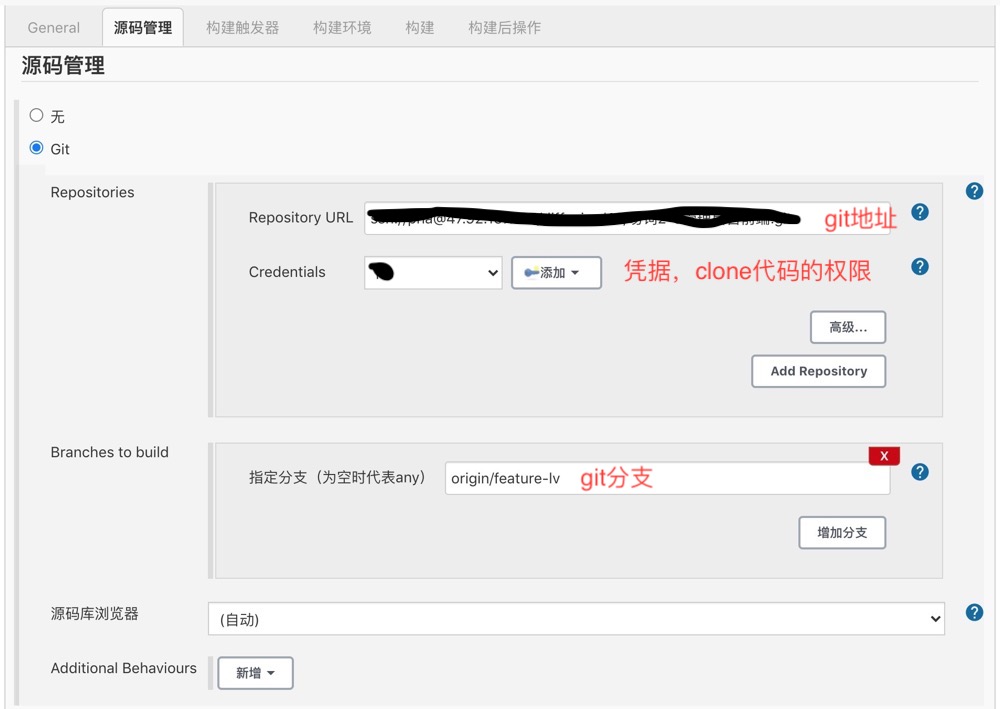 General 源码管理 构建触发器 构建环境 构建 构建后操作
源码管理
无
Git
Repositories
?
Repository URL git地址 ?
Credentials 添加 凭据，clone代码的权限 ?
高级...
Add Repository
Branches to build
X
指定分支（为空时代表any） origin/feature-lv git分支 ?
增加分支
源码库浏览器 (自动) ?
Additional Behaviours 新增